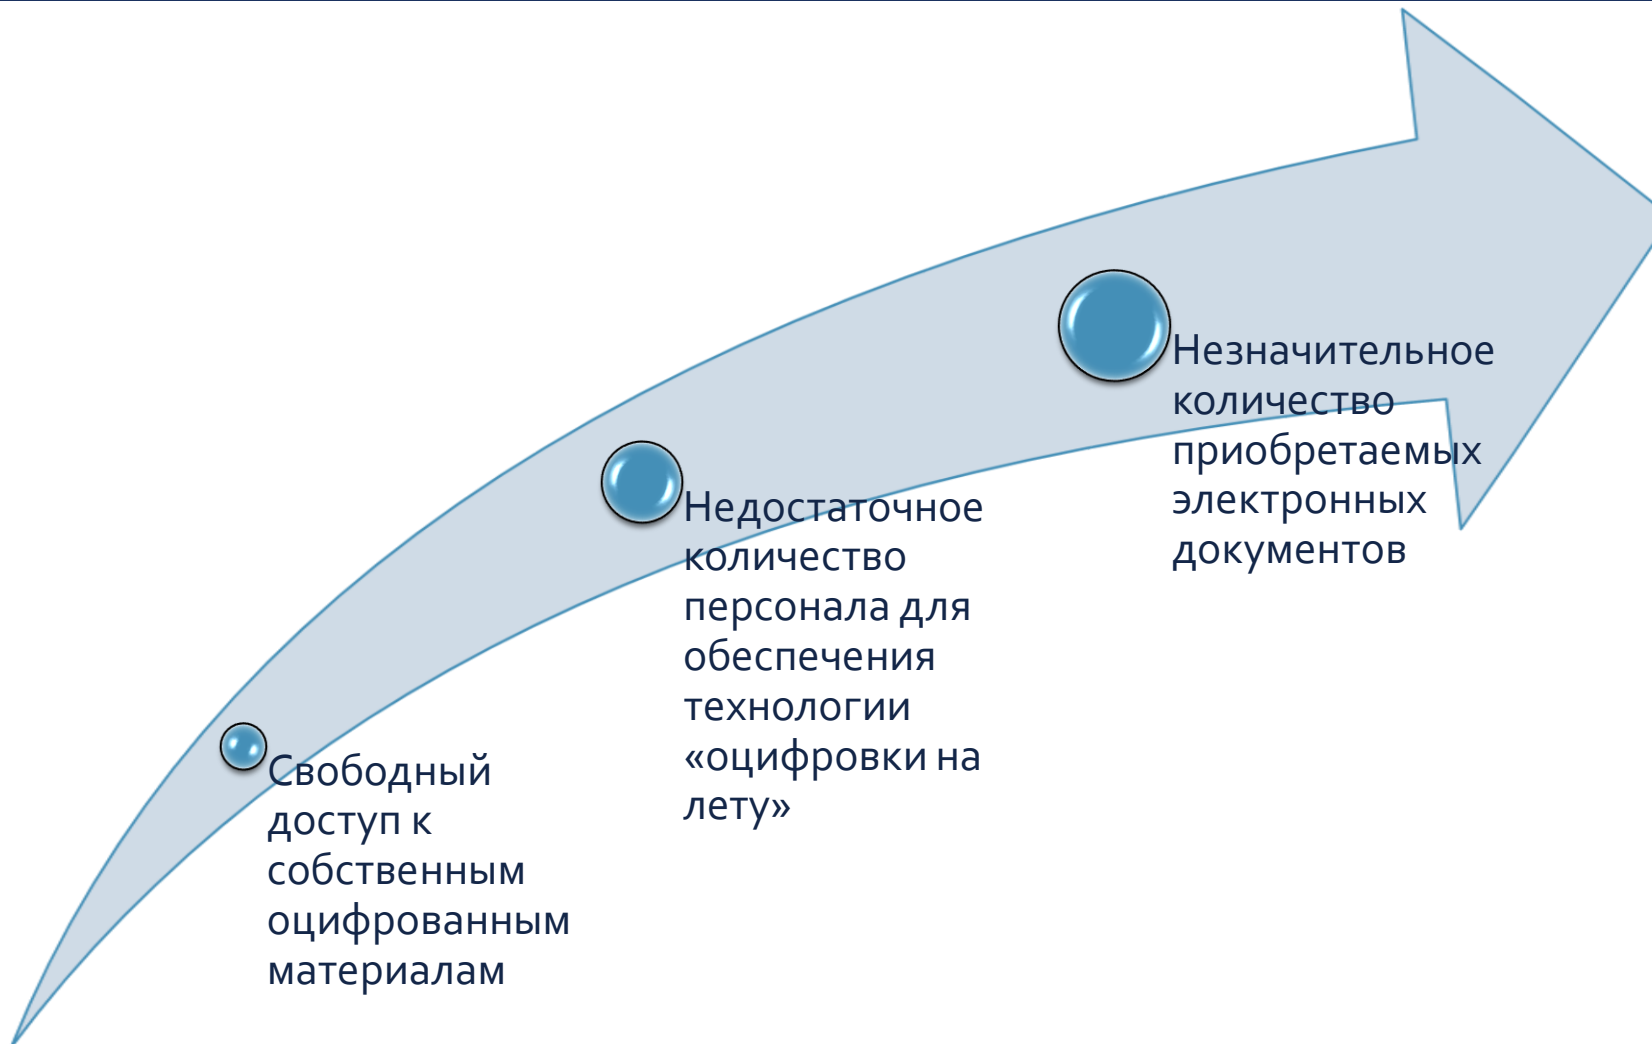 Свободный
доступ к
собственным
оцифрованным
материалам
Недостаточное
количество
персонала для
обеспечения
технологии
«оцифровки на
лету»
Незначительное
количество
приобретаемых
электронных
документов